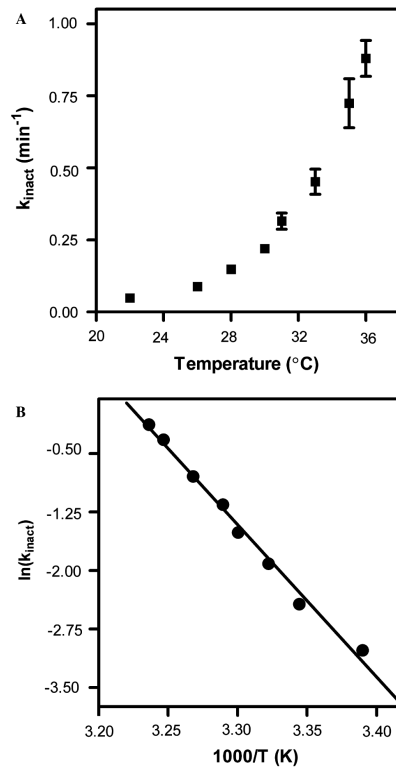 A
1.00
0.75
0.50
0.25
0.00
k_inact (min⁻¹)
20 24 28 32 36
Temperature (°C)
B
-0.50
-1.25
-2.00
-2.75
-3.50
ln(k_inact)
3.20 3.25 3.30 3.35 3.40
1000/T (K)